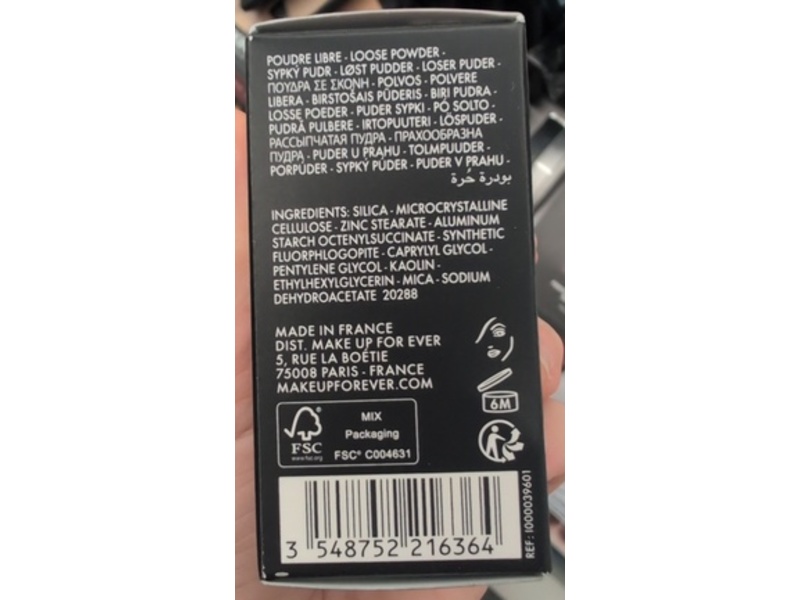 POUDRE LIBRE - LOOSE POWDER -
SYPKÝ PUDR - LØST PUDDER - LOSER PUDER -
ΠΟΥΔΡΑ ΣΕ ΣΚΟΝΗ - POLVOS - POLVERE
LIBERA - BIRSTOŠAIS PŪDERIS - BIRI PUDRA -
LOSSE POEDER - PUDER SYPKI - PÓ SOLTO -
PUDRĂ PULBERE - IRTOPUUTERI - LÖSPUDER -
РАССЫПЧАТАЯ ПУДРА - ПРАХООБРАЗНА
ПУДРА - PUDER U PRAHU - TOLMPUUDER -
PORPÚDER - SYPKÝ PÚDER - PUDER V PRAHU -
بودرة حُرة
INGREDIENTS: SILICA - MICROCRYSTALLINE
CELLULOSE - ZINC STEARATE - ALUMINUM
STARCH OCTENYLSUCCINATE - SYNTHETIC
FLUORPHLOGOPITE - CAPRYLYL GLYCOL -
PENTYLENE GLYCOL - KAOLIN -
ETHYLHEXYLGLYCERIN - MICA - SODIUM
DEHYDROACETATE 20288
MADE IN FRANCE
DIST. MAKE UP FOR EVER
5, RUE LA BOÉTIE
75008 PARIS - FRANCE
MAKEUPFOREVER.COM
6M
FSC
www.fsc.org
MIX
Packaging
FSC® C004631
3 548752 216364
REF: I000039601